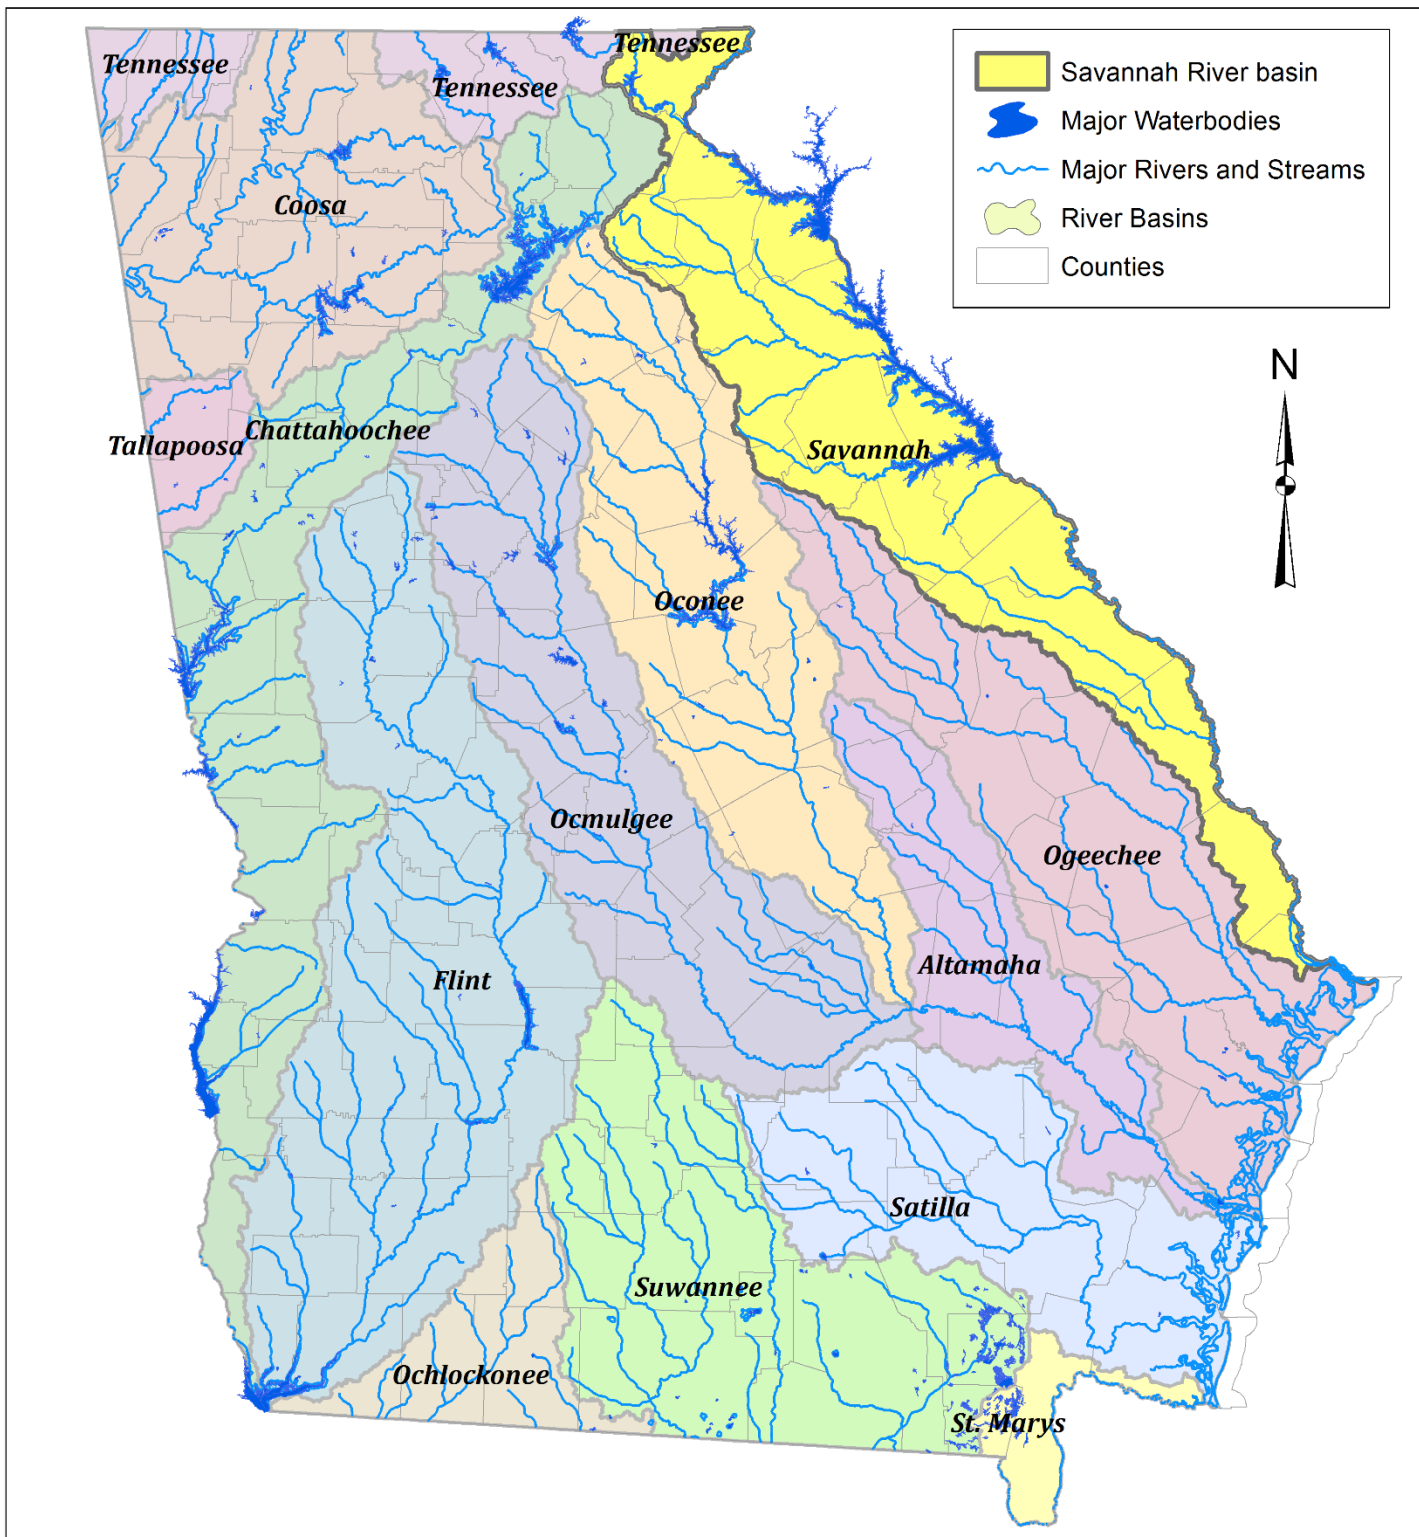 Tennessee
Tennessee
Tennessee
Savannah River basin
Major Waterbodies
Major Rivers and Streams
River Basins
Counties
Coosa
N
Tallapoosa
Chattahoochee
Savannah
Oconee
Ocmulgee
Ogeechee
Flint
Altamaha
Satilla
Suwannee
Ochlockonee
St. Marys